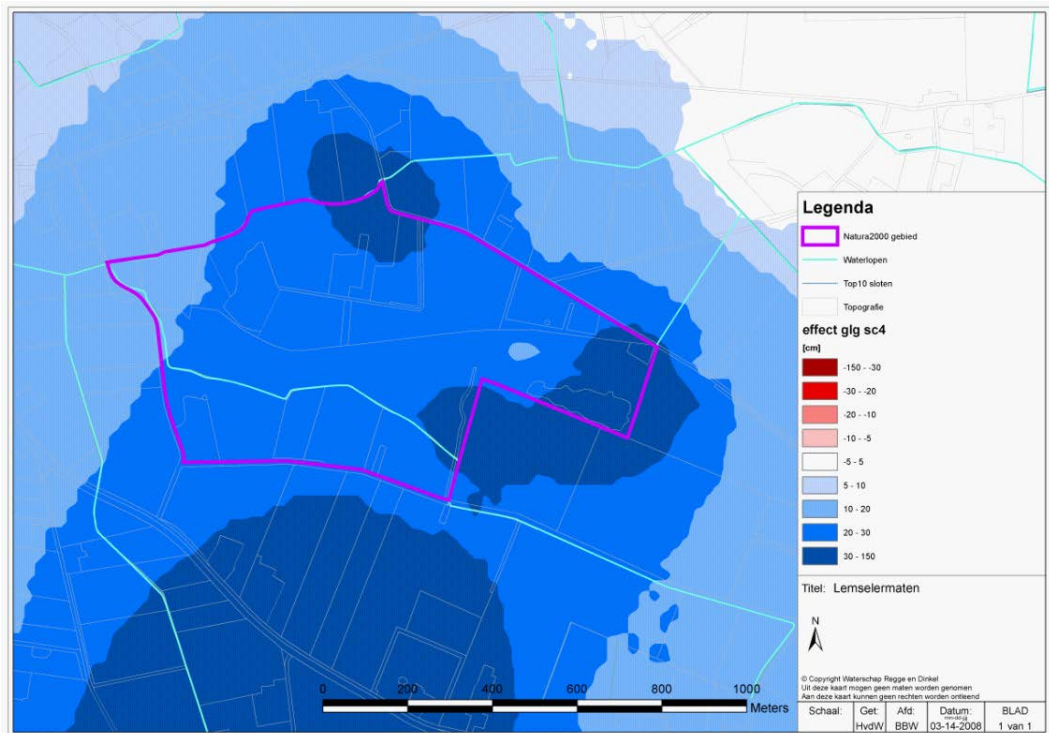 Legenda
Natura2000 gebied
Waterlopen
Top10 sloten
Topografie
effect glg sc4
[cm]
-150 - -30
-30 - -20
-20 - -10
-10 - -5
-5 - 5
5 - 10
10 - 20
20 - 30
30 - 150
Titel: Lemselermaten
N
© Copyright Waterschap Regge en Dinkel
Uit deze kaart mogen geen maten worden genomen
Aan deze kaart kunnen geen rechten worden ontleend
Schaal: Get: Afd: Datum: BLAD
mm-dd-jj
HvdW BBW 03-14-2008 1 van 1
0 200 400 600 800 1000
Meters